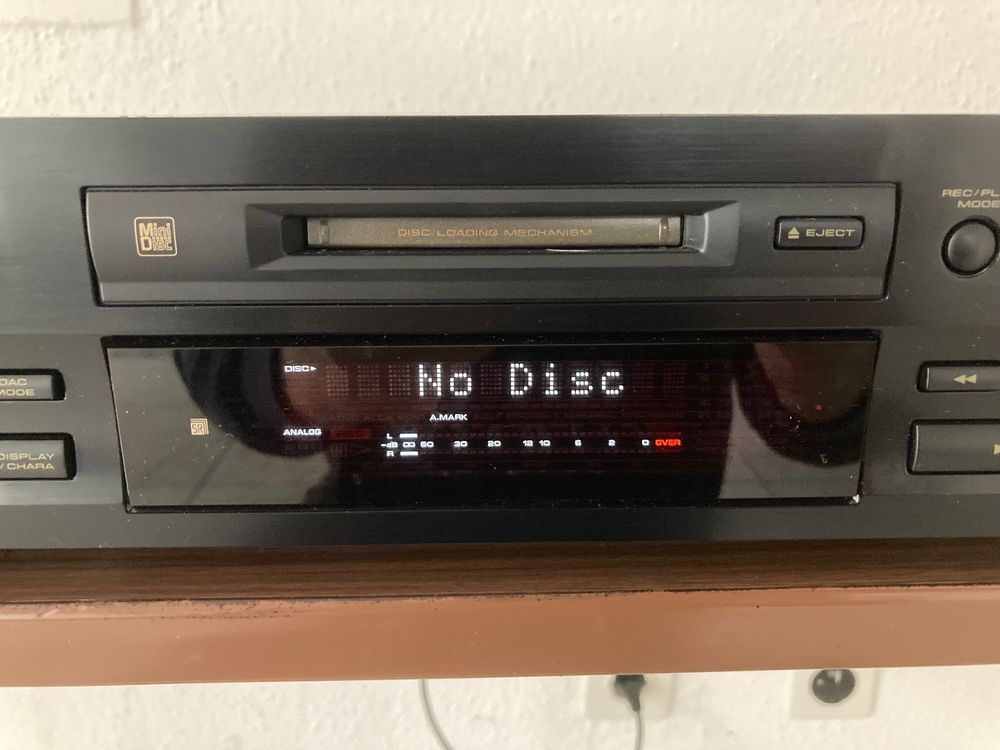 REC/PL
MODE
Mini
Disc
DISC LOADING MECHANISM
EJECT
DAC
MODE
DISC
No Disc
A.MARK
ANALOG
L
-dB ∞ 50 30 20 12 10 6 2 0 OVER
R
DISPLAY
/ CHARA